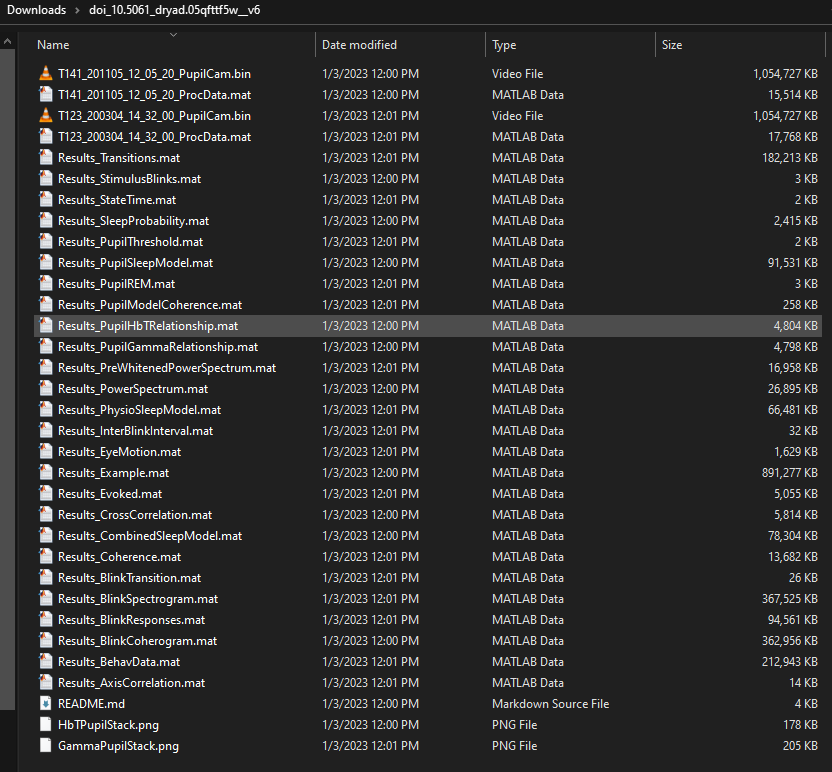 Downloads > doi_10.5061_dryad.05qfttf5w__v6
Name Date modified Type Size
T141_201105_12_05_20_PupilCam.bin 1/3/2023 12:00 PM Video File 1,054,727 KB
T141_201105_12_05_20_ProcData.mat 1/3/2023 12:00 PM MATLAB Data 15,514 KB
T123_200304_14_32_00_PupilCam.bin 1/3/2023 12:01 PM Video File 1,054,727 KB
T123_200304_14_32_00_ProcData.mat 1/3/2023 12:01 PM MATLAB Data 17,768 KB
Results_Transitions.mat 1/3/2023 12:01 PM MATLAB Data 182,213 KB
Results_StimulusBlinks.mat 1/3/2023 12:00 PM MATLAB Data 3 KB
Results_StateTime.mat 1/3/2023 12:00 PM MATLAB Data 2 KB
Results_SleepProbability.mat 1/3/2023 12:00 PM MATLAB Data 2,415 KB
Results_PupilThreshold.mat 1/3/2023 12:01 PM MATLAB Data 2 KB
Results_PupilSleepModel.mat 1/3/2023 12:00 PM MATLAB Data 91,531 KB
Results_PupilREM.mat 1/3/2023 12:01 PM MATLAB Data 3 KB
Results_PupilModelCoherence.mat 1/3/2023 12:01 PM MATLAB Data 258 KB
Results_PupilHbTRelationship.mat 1/3/2023 12:00 PM MATLAB Data 4,804 KB
Results_PupilGammaRelationship.mat 1/3/2023 12:01 PM MATLAB Data 4,798 KB
Results_PreWhitenedPowerSpectrum.mat 1/3/2023 12:01 PM MATLAB Data 16,958 KB
Results_PowerSpectrum.mat 1/3/2023 12:00 PM MATLAB Data 26,895 KB
Results_PhysioSleepModel.mat 1/3/2023 12:01 PM MATLAB Data 66,481 KB
Results_InterBlinkInterval.mat 1/3/2023 12:01 PM MATLAB Data 32 KB
Results_EyeMotion.mat 1/3/2023 12:01 PM MATLAB Data 1,629 KB
Results_Example.mat 1/3/2023 12:00 PM MATLAB Data 891,277 KB
Results_Evoked.mat 1/3/2023 12:01 PM MATLAB Data 5,055 KB
Results_CrossCorrelation.mat 1/3/2023 12:00 PM MATLAB Data 5,814 KB
Results_CombinedSleepModel.mat 1/3/2023 12:00 PM MATLAB Data 78,304 KB
Results_Coherence.mat 1/3/2023 12:01 PM MATLAB Data 13,682 KB
Results_BlinkTransition.mat 1/3/2023 12:01 PM MATLAB Data 26 KB
Results_BlinkSpectrogram.mat 1/3/2023 12:01 PM MATLAB Data 367,525 KB
Results_BlinkResponses.mat 1/3/2023 12:01 PM MATLAB Data 94,561 KB
Results_BlinkCoherogram.mat 1/3/2023 12:00 PM MATLAB Data 362,956 KB
Results_BehavData.mat 1/3/2023 12:01 PM MATLAB Data 212,943 KB
Results_AxisCorrelation.mat 1/3/2023 12:01 PM MATLAB Data 14 KB
README.md 1/3/2023 12:00 PM Markdown Source File 4 KB
HbTPupilStack.png 1/3/2023 12:01 PM PNG File 178 KB
GammaPupilStack.png 1/3/2023 12:01 PM PNG File 205 KB